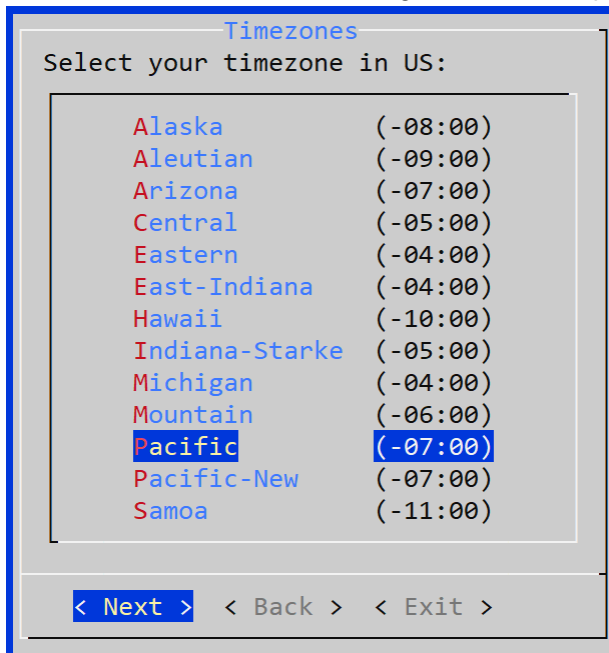 Timezones
Select your timezone in US:
Alaska (-08:00)
Aleutian (-09:00)
Arizona (-07:00)
Central (-05:00)
Eastern (-04:00)
East-Indiana (-04:00)
Hawaii (-10:00)
Indiana-Starke (-05:00)
Michigan (-04:00)
Mountain (-06:00)
Pacific (-07:00)
Pacific-New (-07:00)
Samoa (-11:00)
< Next > < Back > < Exit >